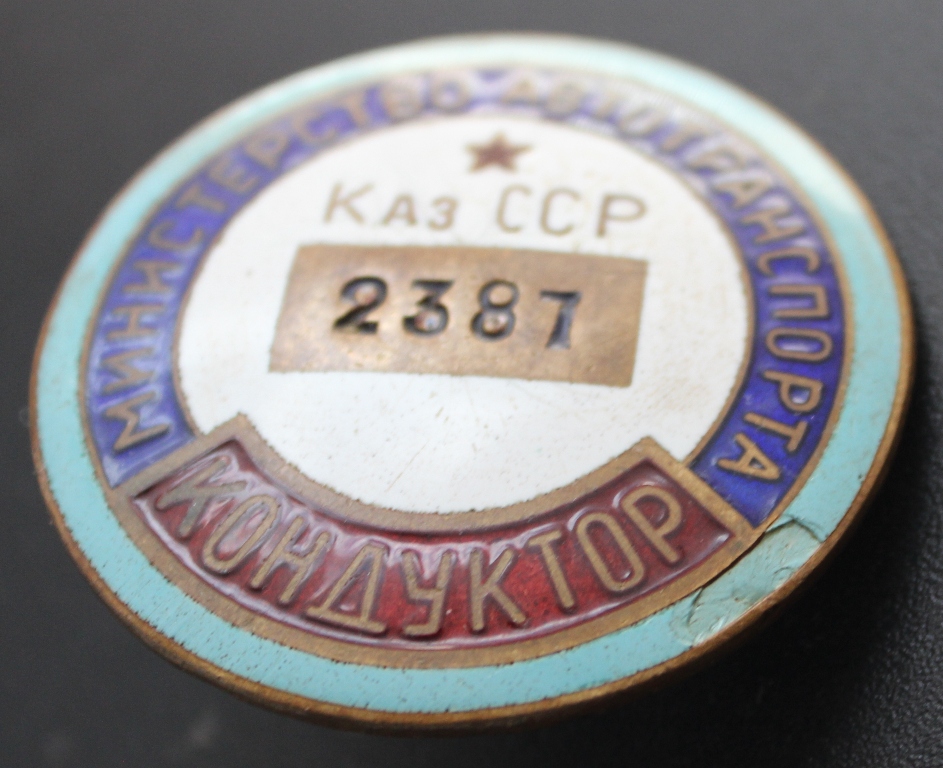 МИНИСТЕРСТВО АВТОТРАНСПОРТА
Каз ССР
2387
КОНДУКТОР